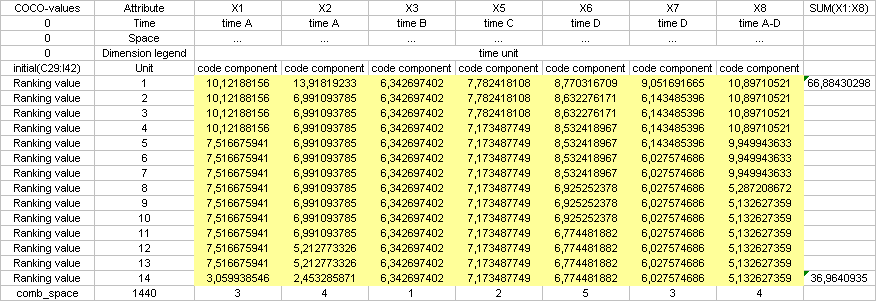 COCO-values Attribute X1 X2 X3 X5 X6 X7 X8 SUM(X1:X8)
0 Time time A time A time B time C time D time D time A-D
0 Space ... ... ... ... ... ... ...
0 Dimension legend time unit
initial(C29:I42) Unit code component code component code component code component code component code component code component
Ranking value 1 10,12188156 13,91819233 6,342697402 7,782418108 8,770316709 9,051691665 10,89710521 66,88430298
Ranking value 2 10,12188156 6,991093785 6,342697402 7,782418108 8,632276171 6,143485396 10,89710521
Ranking value 3 10,12188156 6,991093785 6,342697402 7,782418108 8,632276171 6,143485396 10,89710521
Ranking value 4 10,12188156 6,991093785 6,342697402 7,173487749 8,532418967 6,143485396 10,89710521
Ranking value 5 7,516675941 6,991093785 6,342697402 7,173487749 8,532418967 6,143485396 9,949943633
Ranking value 6 7,516675941 6,991093785 6,342697402 7,173487749 8,532418967 6,027574686 9,949943633
Ranking value 7 7,516675941 6,991093785 6,342697402 7,173487749 8,532418967 6,027574686 9,949943633
Ranking value 8 7,516675941 6,991093785 6,342697402 7,173487749 6,925252378 6,027574686 5,287208672
Ranking value 9 7,516675941 6,991093785 6,342697402 7,173487749 6,925252378 6,027574686 5,132627359
Ranking value 10 7,516675941 6,991093785 6,342697402 7,173487749 6,925252378 6,027574686 5,132627359
Ranking value 11 7,516675941 6,991093785 6,342697402 7,173487749 6,774481882 6,027574686 5,132627359
Ranking value 12 7,516675941 5,212773326 6,342697402 7,173487749 6,774481882 6,027574686 5,132627359
Ranking value 13 7,516675941 5,212773326 6,342697402 7,173487749 6,774481882 6,027574686 5,132627359
Ranking value 14 3,059938546 2,453285871 6,342697402 7,173487749 6,774481882 6,027574686 5,132627359 36,9640935
comb_space 1440 3 4 1 2 5 3 4